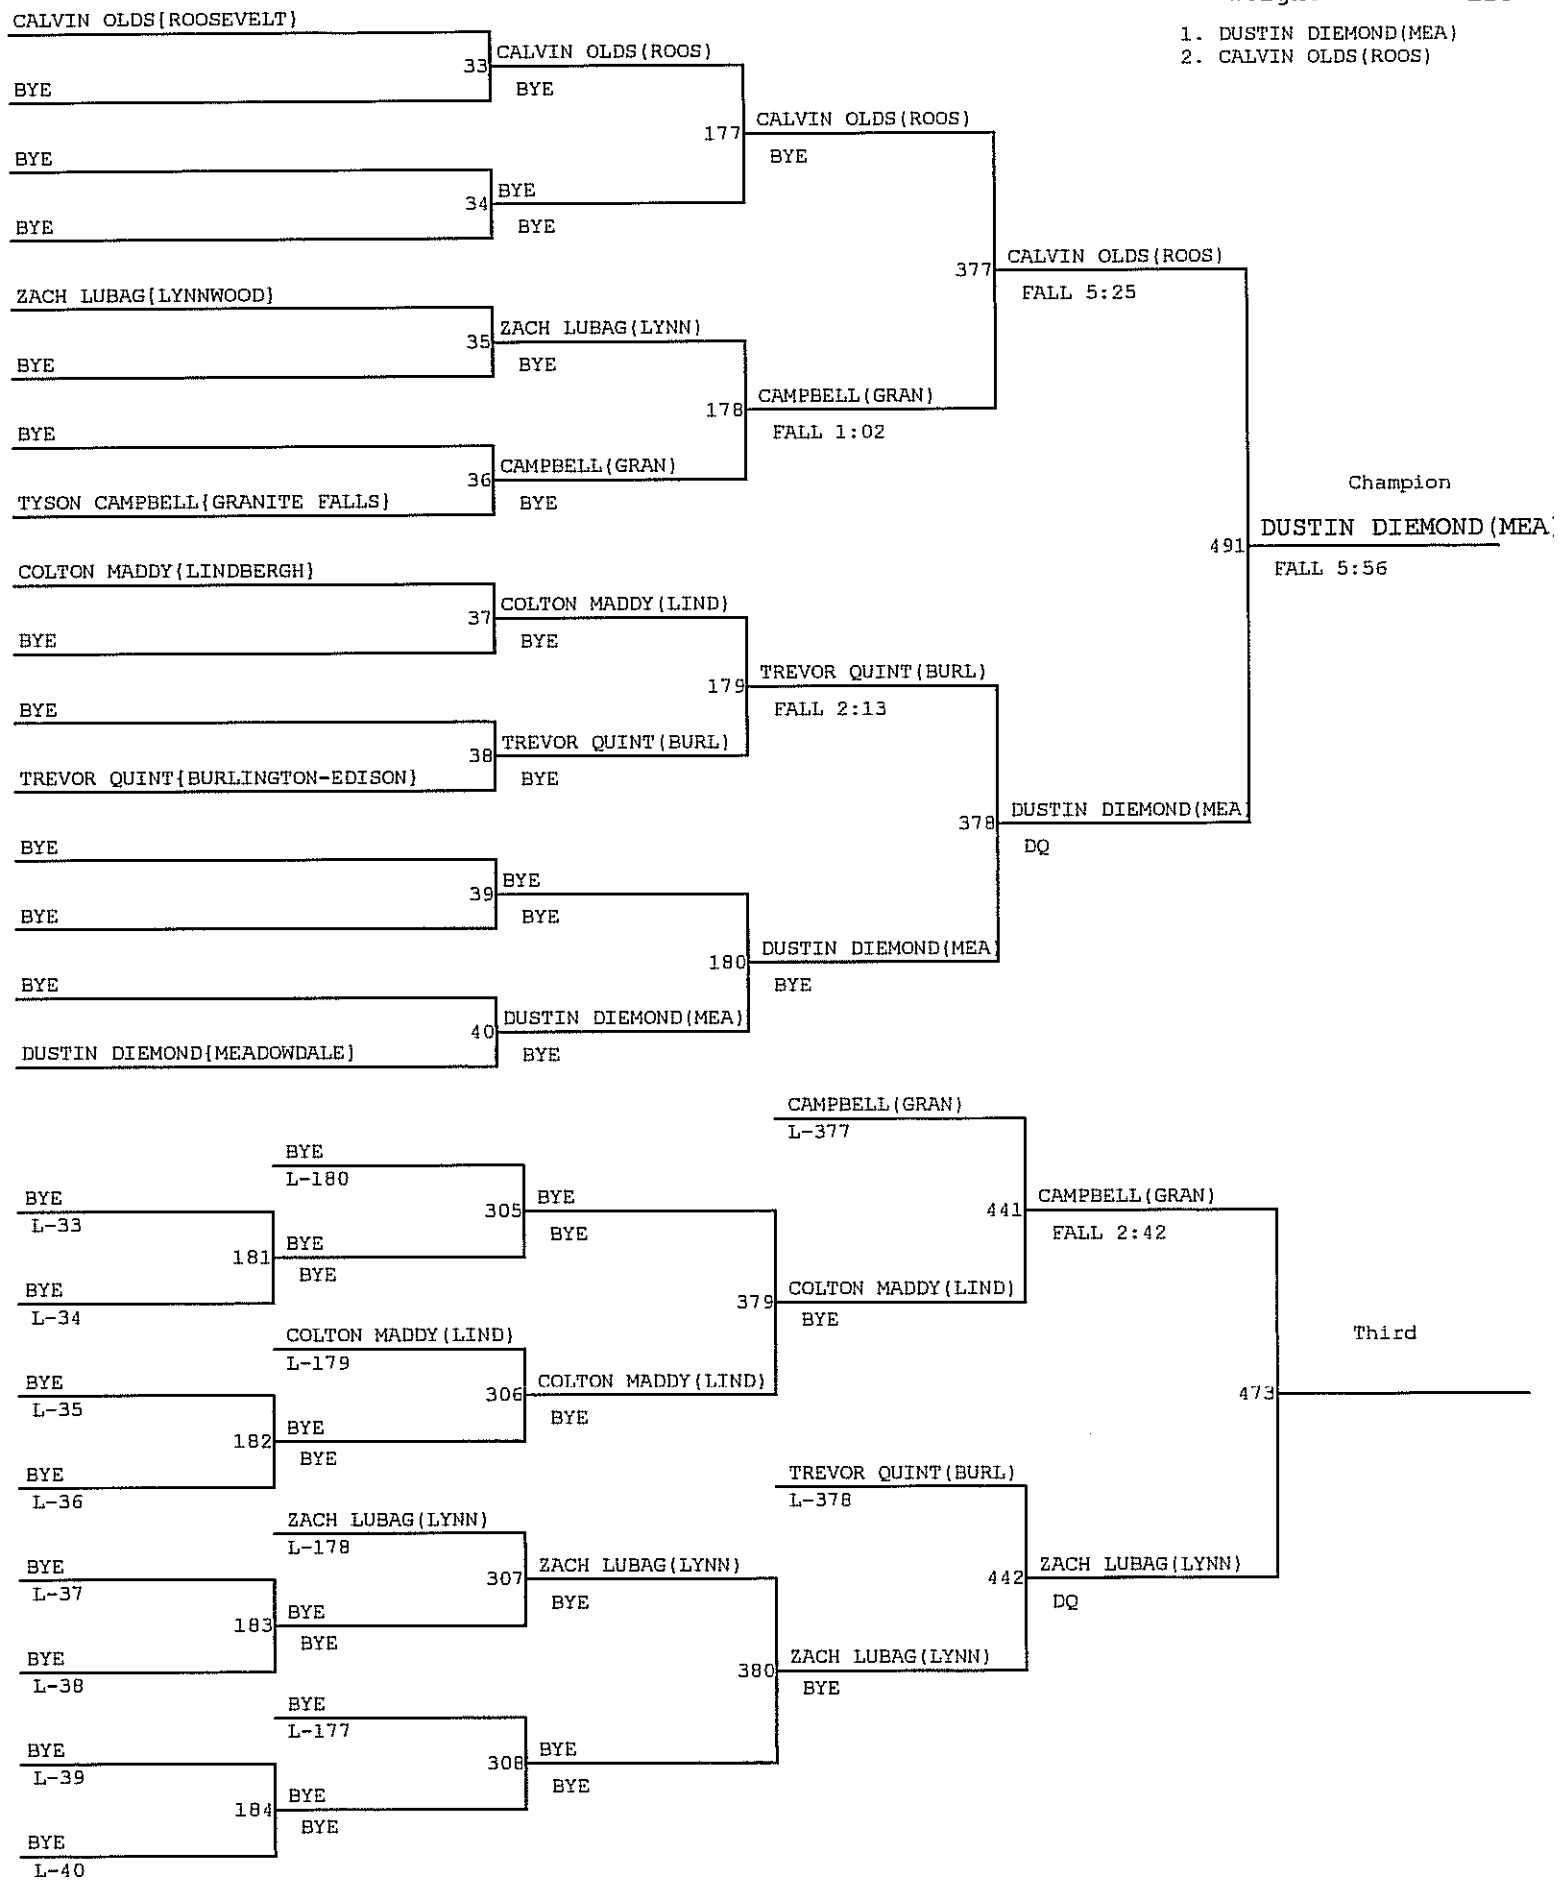 CALVIN OLDS[ROOSEVELT]
1. DUSTIN DIEMOND(MEA)
2. CALVIN OLDS(ROOS)
33 CALVIN OLDS(ROOS)
BYE
BYE
177 CALVIN OLDS(ROOS)
BYE
BYE
34 BYE
BYE
BYE
377 CALVIN OLDS(ROOS)
FALL 5:25
ZACH LUBAG{LYNNWOOD}
35 ZACH LUBAG(LYNN)
BYE
BYE
178 CAMPBELL(GRAN)
FALL 1:02
BYE
36 CAMPBELL(GRAN)
BYE
TYSON CAMPBELL{GRANITE FALLS}
Champion
491 DUSTIN DIEMOND(MEA)
FALL 5:56
COLTON MADDY{LINDBERGH}
37 COLTON MADDY(LIND)
BYE
BYE
179 TREVOR QUINT(BURL)
FALL 2:13
BYE
38 TREVOR QUINT(BURL)
BYE
TREVOR QUINT{BURLINGTON-EDISON}
378 DUSTIN DIEMOND(MEA
DQ
BYE
39 BYE
BYE
BYE
180 DUSTIN DIEMOND(MEA
BYE
BYE
40 DUSTIN DIEMOND(MEA)
BYE
DUSTIN DIEMOND{MEADOWDALE}
CAMPBELL(GRAN)
L-377
BYE
L-180
BYE
L-33
305 BYE
BYE
441 CAMPBELL(GRAN)
FALL 2:42
181 BYE
BYE
BYE
L-34
379 COLTON MADDY(LIND)
BYE
COLTON MADDY(LIND)
L-179
Third
BYE
L-35
306 COLTON MADDY(LIND)
BYE
473
182 BYE
BYE
BYE
L-36
TREVOR QUINT(BURL)
L-378
ZACH LUBAG(LYNN)
L-178
BYE
L-37
307 ZACH LUBAG(LYNN)
BYE
442 ZACH LUBAG(LYNN)
DQ
183 BYE
BYE
BYE
L-38
380 ZACH LUBAG(LYNN)
BYE
BYE
L-177
BYE
L-39
308 BYE
BYE
184 BYE
BYE
BYE
L-40